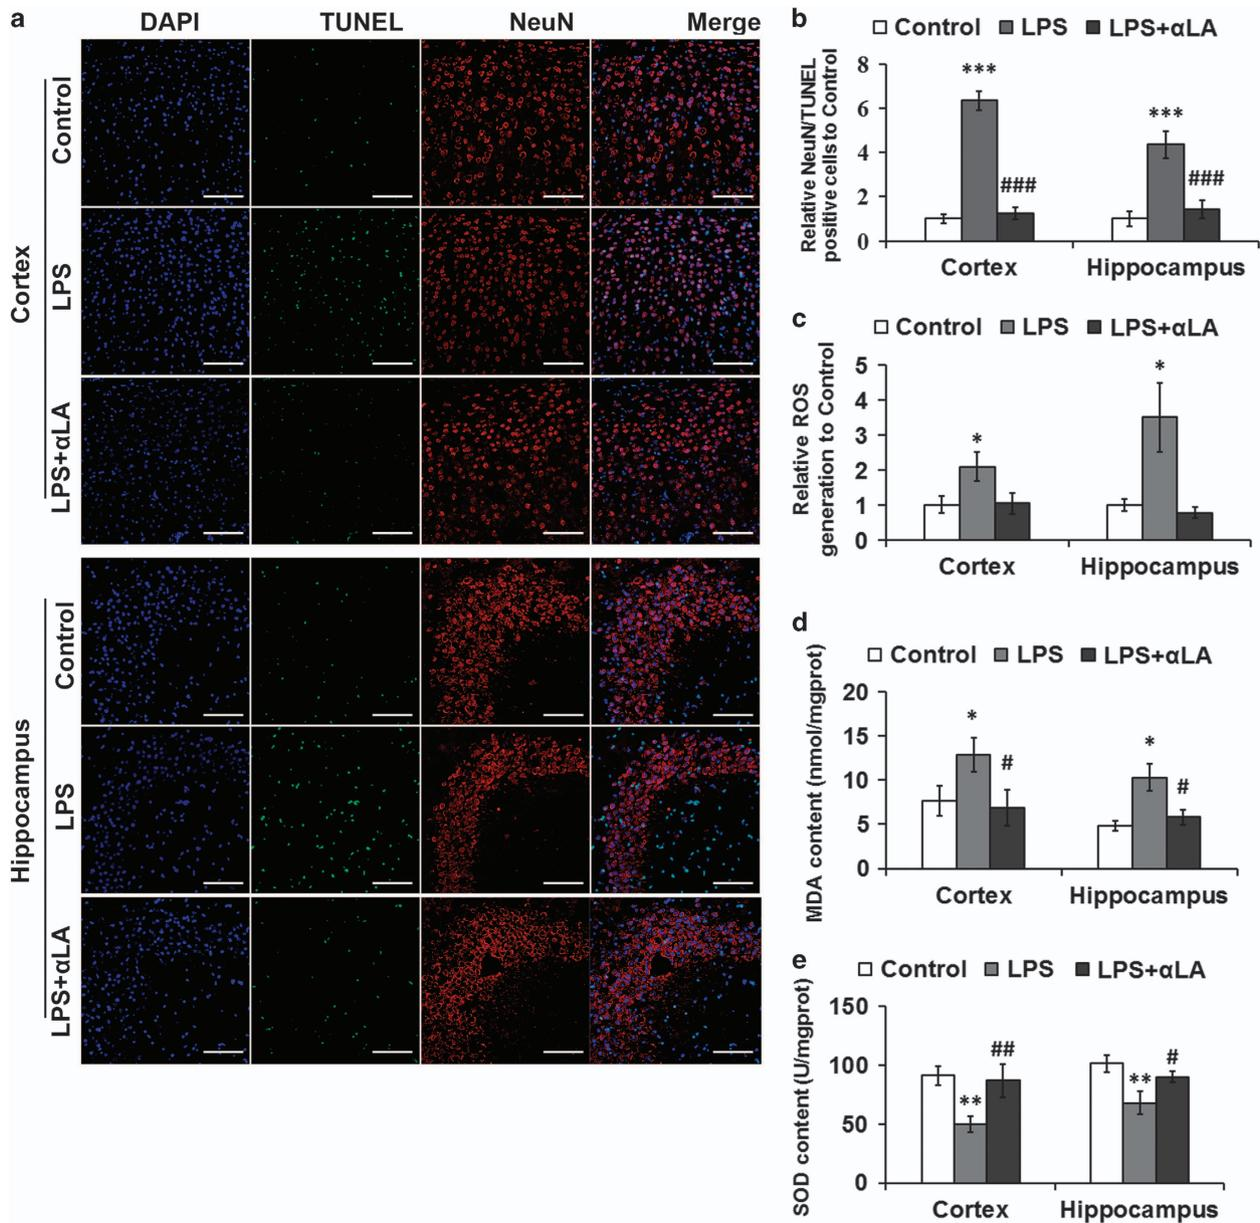 a
DAPI TUNEL NeuN Merge
Cortex
Control
LPS
LPS+αLA
Hippocampus
Control
LPS
LPS+αLA
b
Control LPS LPS+αLA
Relative NeuN/TUNEL
positive cells to Control
8
6
4
2
0
***
###
***
###
Cortex Hippocampus
c
Control LPS LPS+αLA
Relative ROS
generation to Control
5
4
3
2
1
0
*
*
Cortex Hippocampus
d
Control LPS LPS+αLA
MDA content (nmol/mgprot)
20
15
10
5
0
*
#
*
#
Cortex Hippocampus
e
Control LPS LPS+αLA
SOD content (U/mgprot)
150
100
50
0
**
##
**
#
Cortex Hippocampus